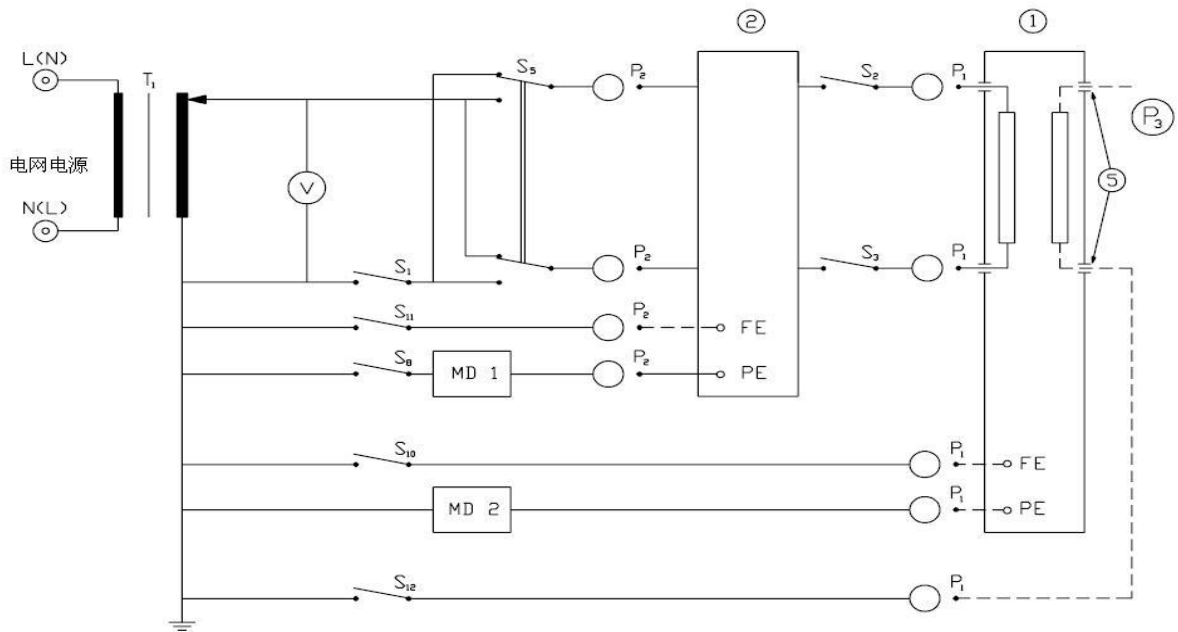 ② ①
L(N)
T₁ S₅ P₂ S₂ P₁
P₃
电网电源 V ⑤
N(L)
S₁ P₂ S₃ P₁
S₁₁ P₂ FE
S₈ MD 1 P₂ PE
S₁₀ P₁ FE
MD 2 P₁ PE
S₁₂ P₁